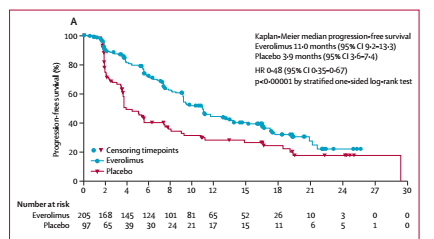 A
Kaplan-Meier median progression-free survival
Everolimus 11·0 months (95% CI 9·2–13·3)
Placebo 3·9 months (95% CI 3·6–7·4)
HR 0·48 (95% CI 0·35–0·67)
p<0·00001 by stratified one-sided log-rank test
Progression-free survival (%)
100
80
60
40
20
0
Censoring timepoints
Everolimus
Placebo
0 2 4 6 8 10 12 15 18 21 24 27 30
Number at risk
Everolimus 205 168 145 124 101 81 65 52 26 10 3 0 0
Placebo 97 65 39 30 24 21 17 15 11 6 5 1 0